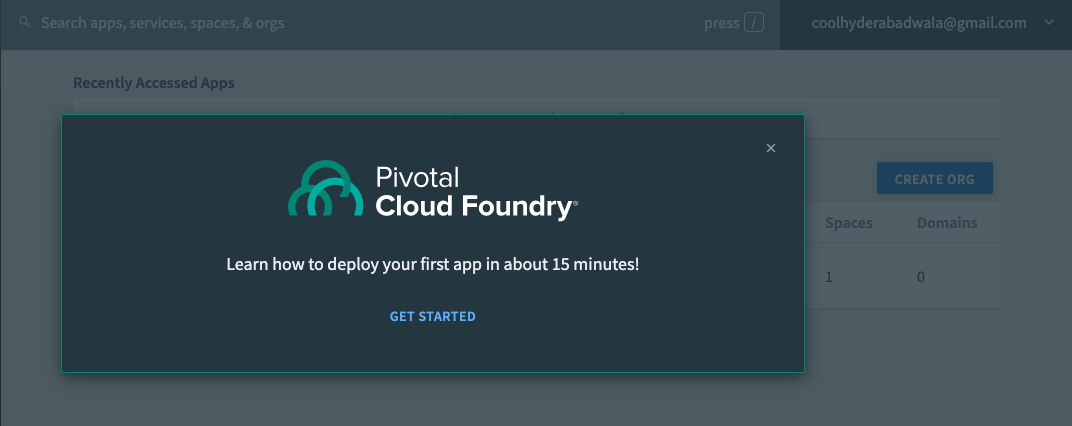 Search apps, services, spaces, & orgs
press /
coolhyderabadwala@gmail.com
Recently Accessed Apps
Pivotal
Cloud Foundry®
CREATE ORG
Learn how to deploy your first app in about 15 minutes!
GET STARTED
Spaces Domains
1 0